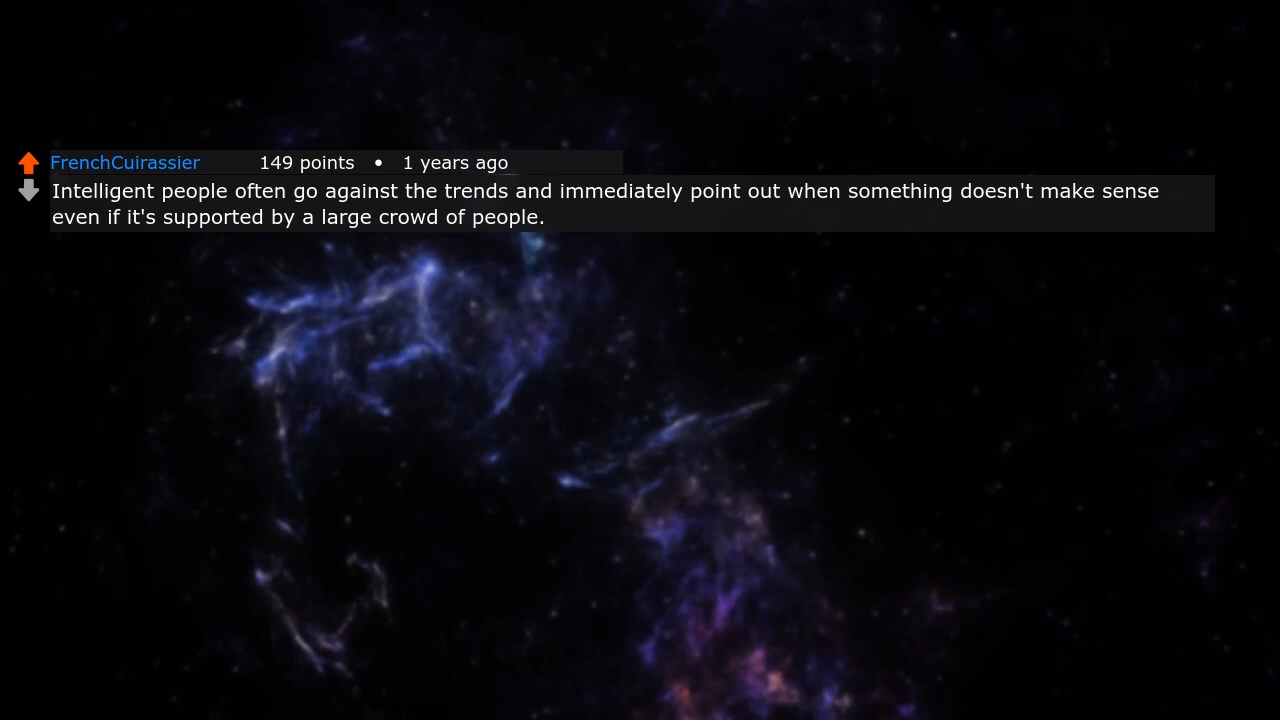 FrenchCuirassier 149 points • 1 years ago
Intelligent people often go against the trends and immediately point out when something doesn't make sense
even if it's supported by a large crowd of people.